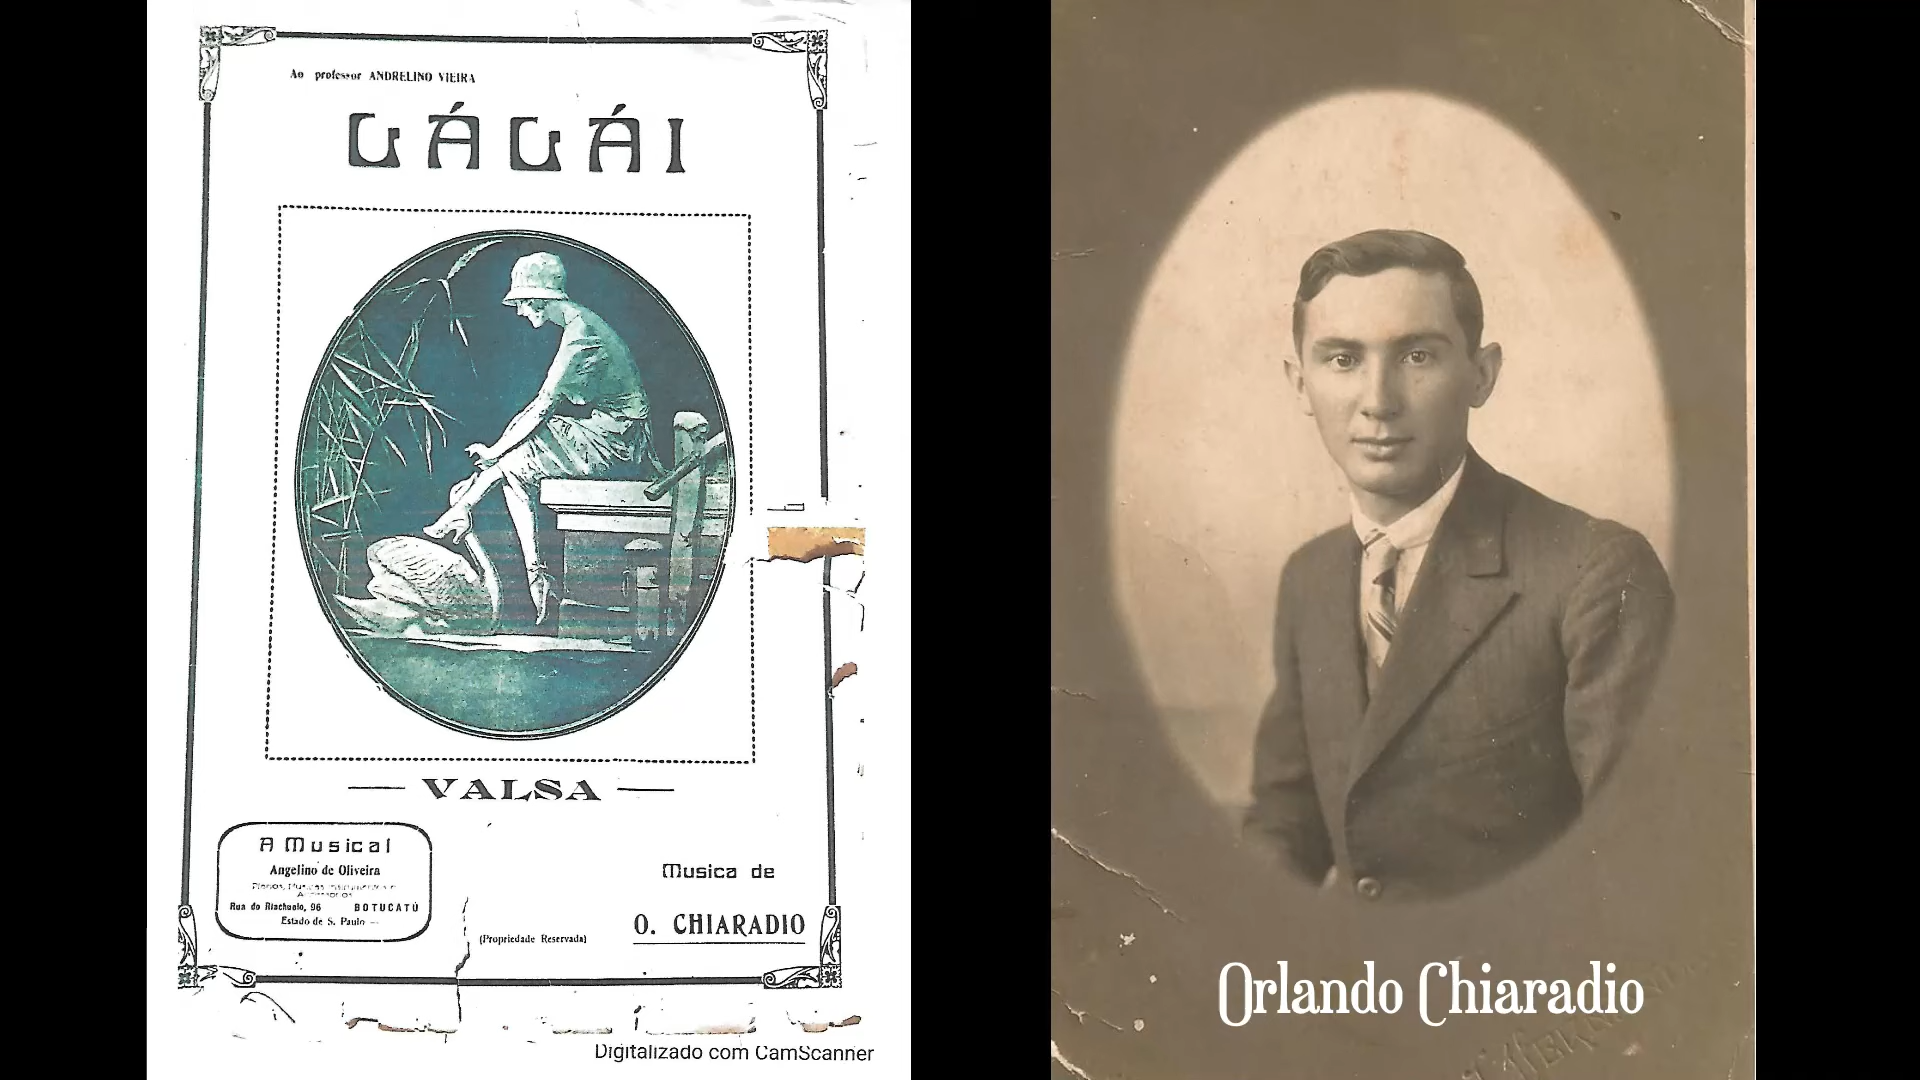 Ao professor ANDRELINO VIEIRA
LÁLÁI
VALSA
A Musical
Angelino de Oliveira
Rua do Riachuelo, 96 BOTUCATÚ
Estado de S. Paulo
(Propriedade Reservada)
Musica de
O. CHIARADIO
Digitalizado com CamScanner
Orlando Chiaradio